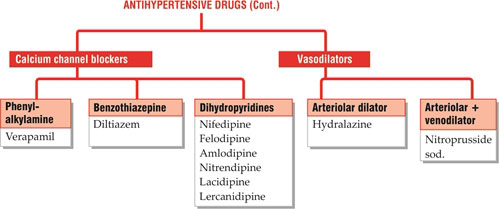 ANTIHYPERTENSIVE DRUGS (Cont.)
Calcium channel blockers
Vasodilators
Phenyl-
alkylamine
Verapamil
Benzothiazepine
Diltiazem
Dihydropyridines
Nifedipine
Felodipine
Amlodipine
Nitrendipine
Lacidipine
Lercanidipine
Arteriolar dilator
Hydralazine
Arteriolar +
venodilator
Nitroprusside
sod.